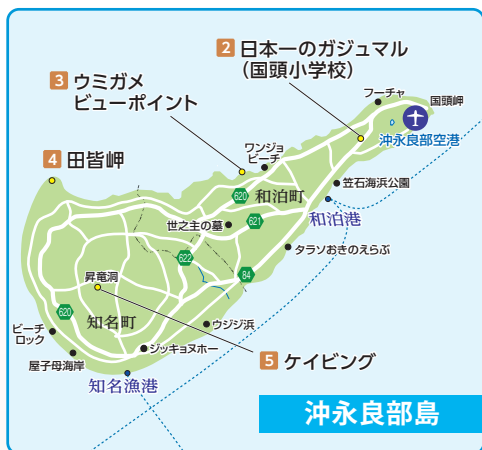 2 日本一のガジュマル
(国頭小学校)
3 ウミガメ
ビューポイント
フーチャ
国頭岬
沖永良部空港
ワンジョ
ビーチ
4 田皆岬
笠石海浜公園
620
和泊町
和泊港
世之主の墓
621
タラソおきのえらぶ
622
84
昇竜洞
620
知名町
ウジジ浜
ビーチ
ロック
ジッキョヌホー
屋子母海岸
5 ケイビング
知名漁港
沖永良部島